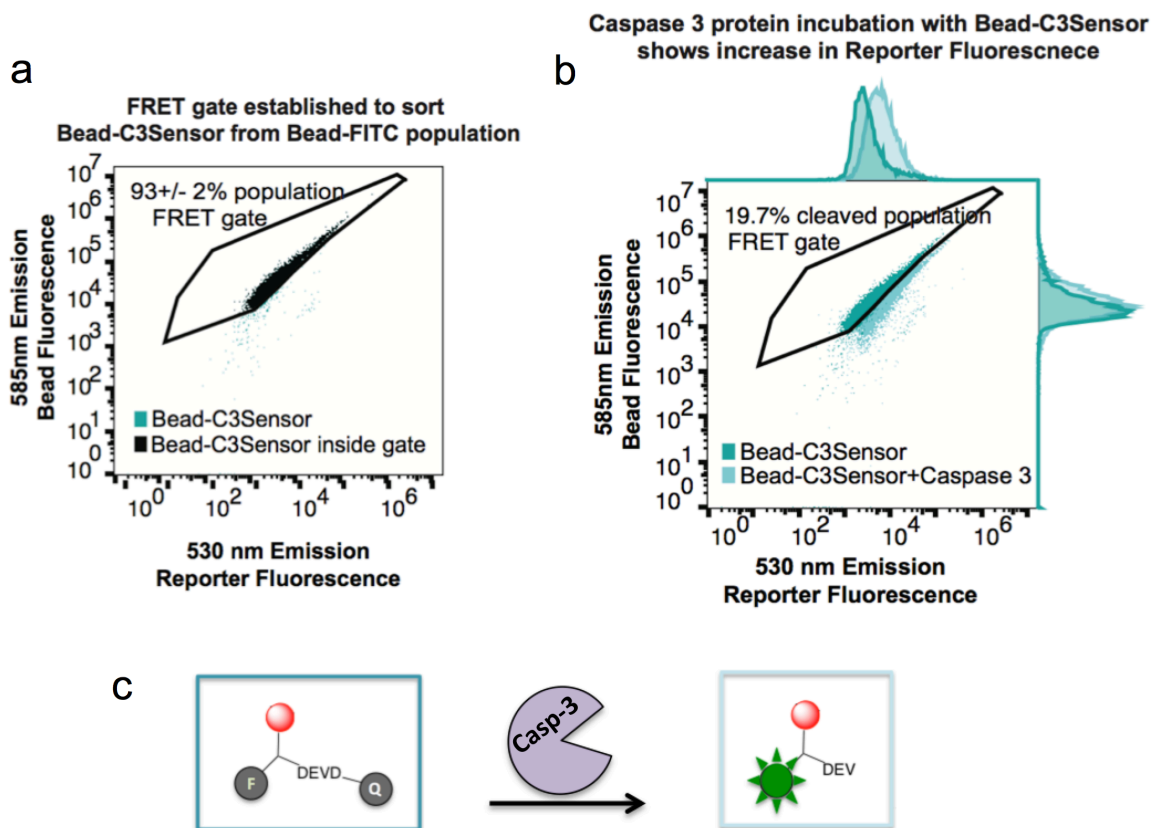 a
FRET gate established to sort
Bead-C3Sensor from Bead-FITC population
93+/- 2% population
FRET gate
10^7
10^6
10^5
10^4
10^3
10^2
10^1
10^0
10
585nm Emission
Bead Fluorescence
Bead-C3Sensor
Bead-C3Sensor inside gate
10^0
10^2
10^4
10^6
530 nm Emission
Reporter Fluorescence
Caspase 3 protein incubation with Bead-C3Sensor
shows increase in Reporter Fluorescnece
b
19.7% cleaved population
FRET gate
10^7
10^6
10^5
10^4
10^3
10^2
10^1
10^0
10
585nm Emission
Bead Fluorescence
Bead-C3Sensor
Bead-C3Sensor+Caspase 3
10^0
10^2
10^4
10^6
530 nm Emission
Reporter Fluorescence
c
F
DEVD
Q
Casp-3
DEV